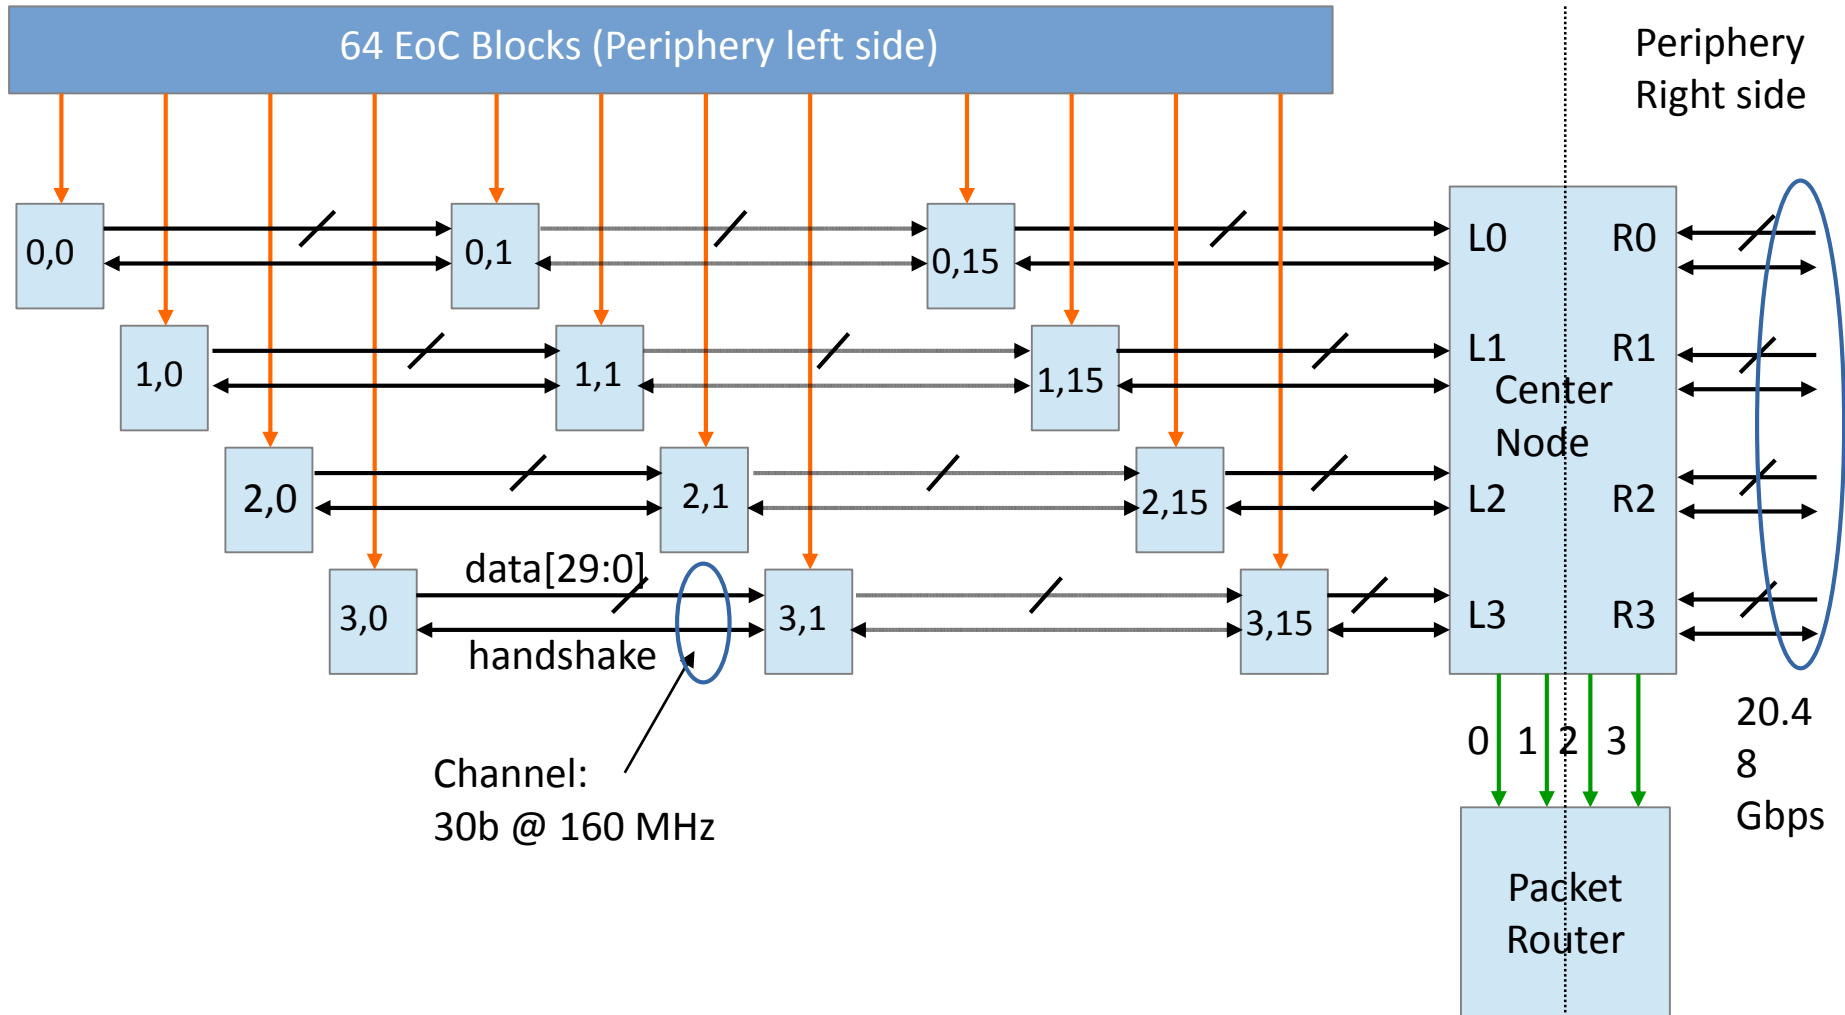 64 EoC Blocks (Periphery left side)
Periphery
Right side
0,0
0,1
0,15
L0
R0
1,0
1,1
1,15
L1
R1
Center
Node
2,0
2,1
2,15
L2
R2
data[29:0]
3,0
3,1
3,15
L3
R3
handshake
Channel:
30b @ 160 MHz
0 1 2 3
20.4
8
Gbps
Packet
Router